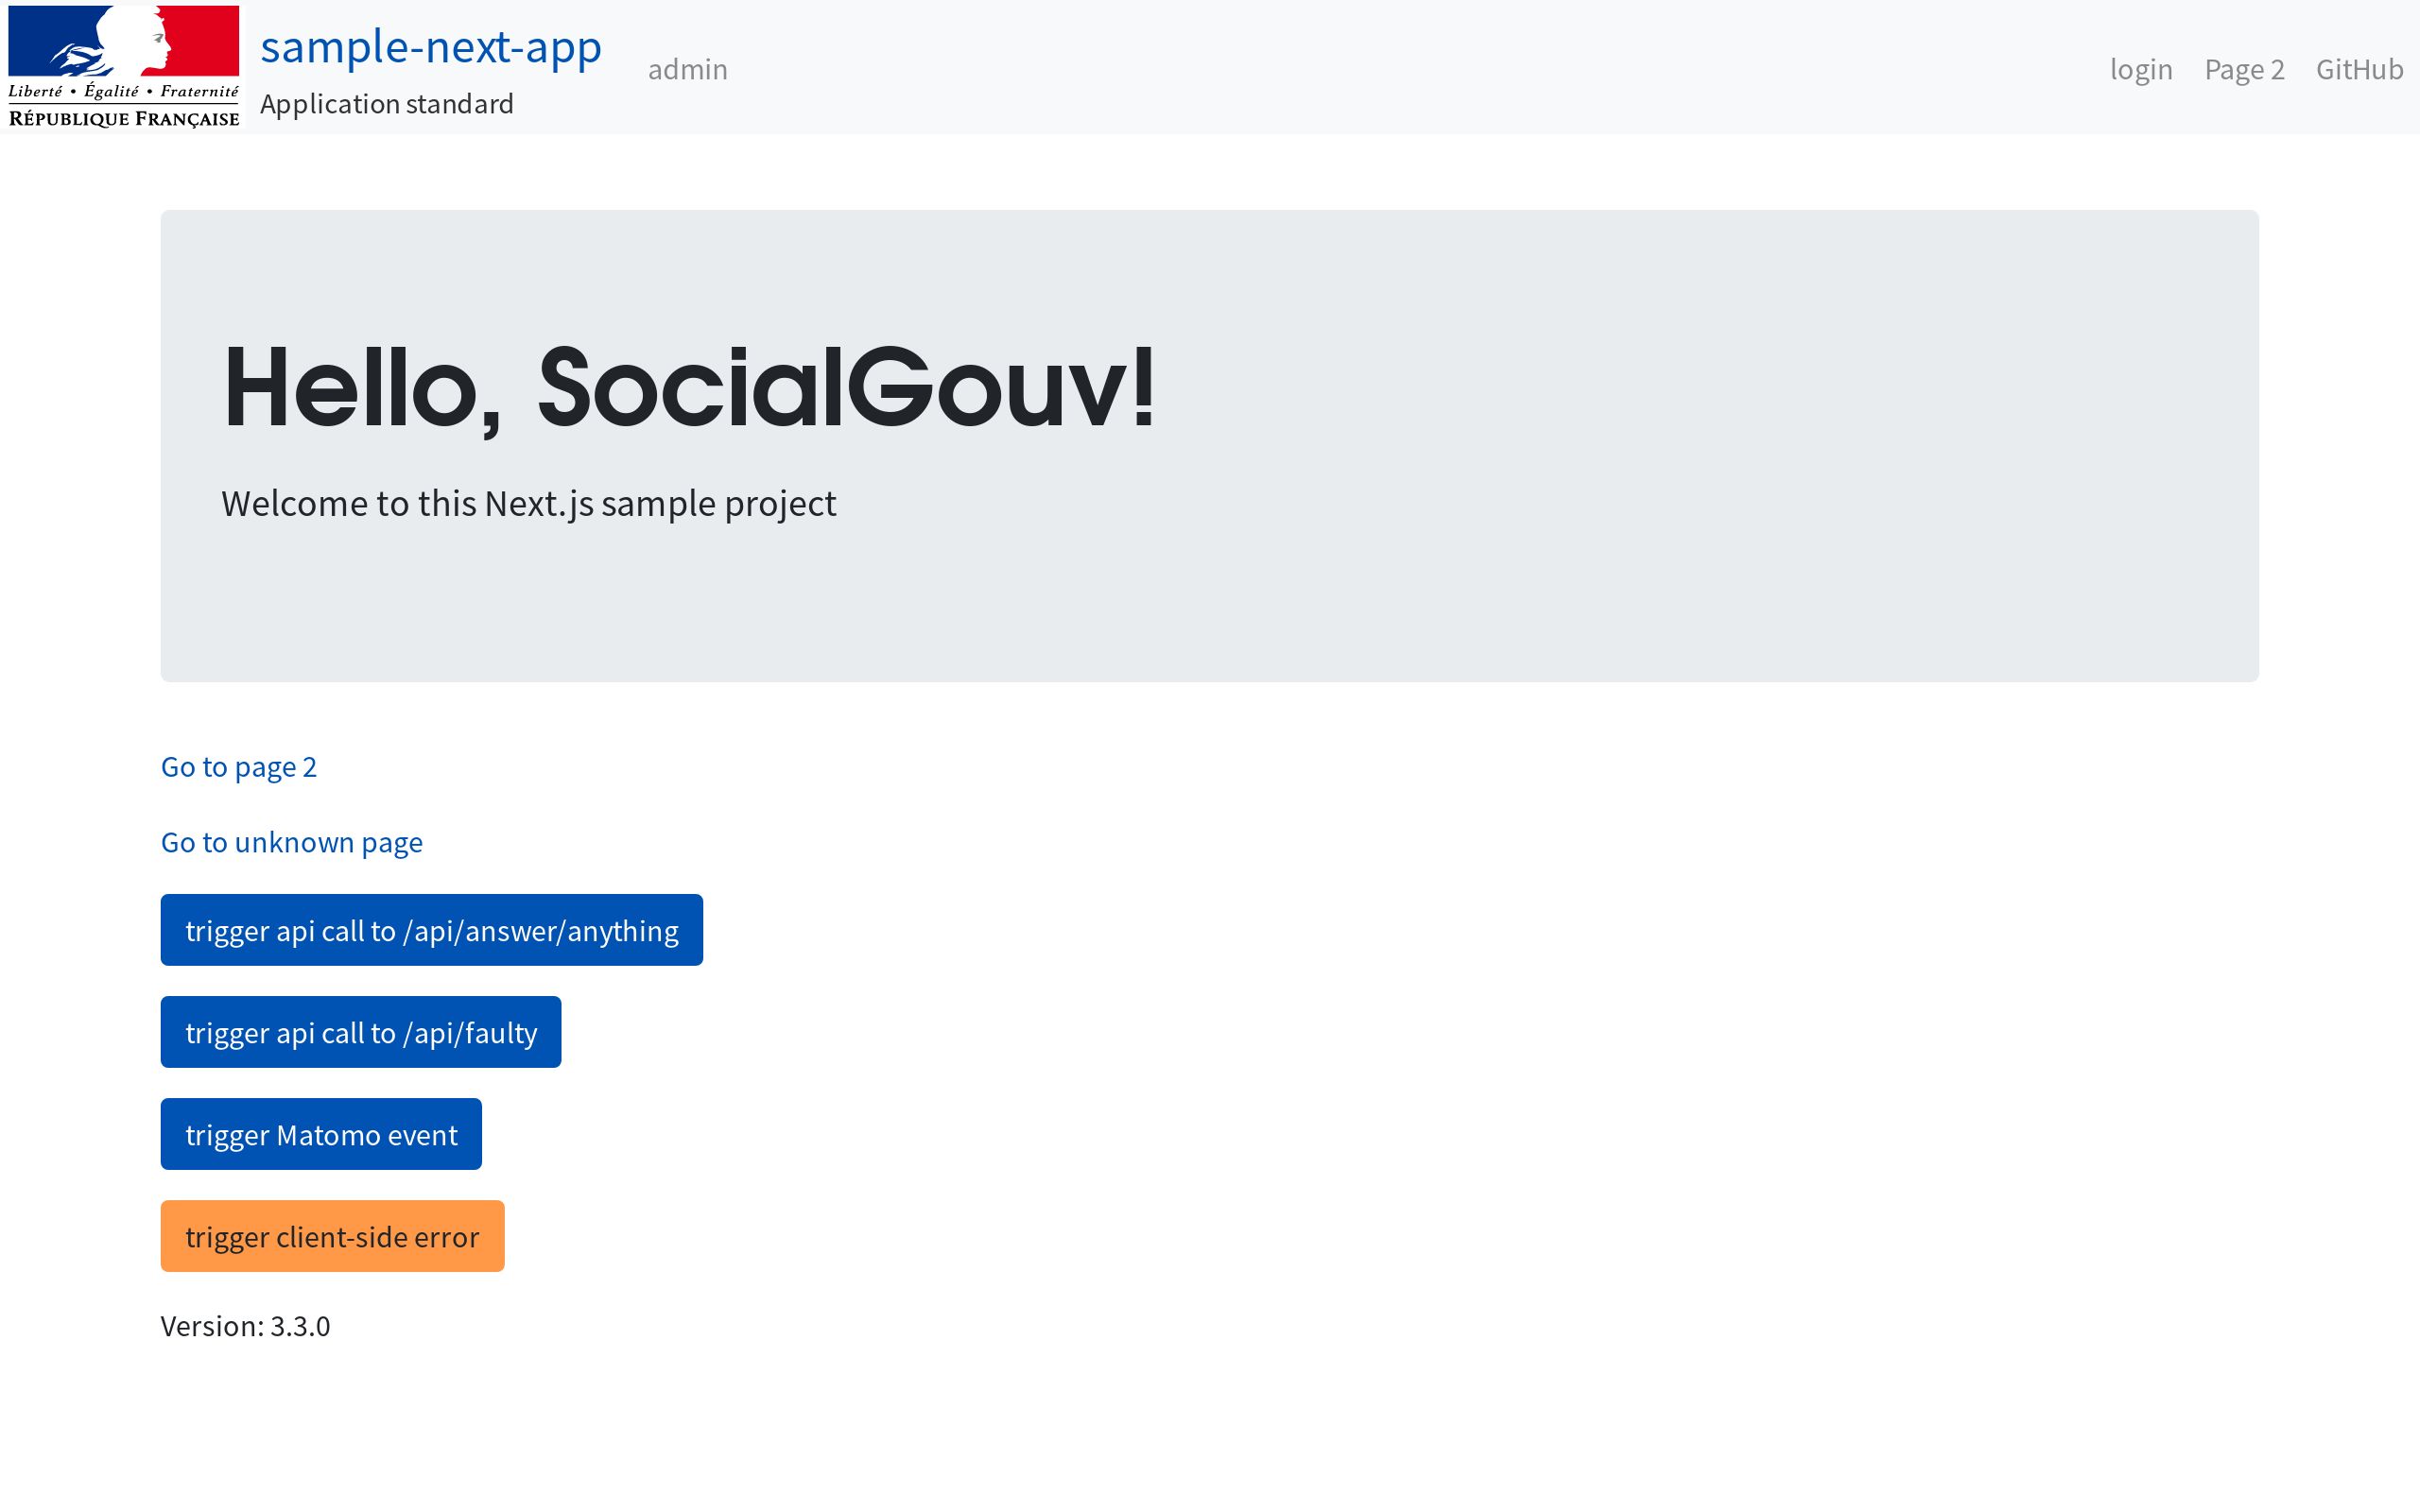 Liberté • Égalité • Fraternité
RÉPUBLIQUE FRANÇAISE
sample-next-app
Application standard
admin
login
Page 2
GitHub
Hello, SocialGouv!
Welcome to this Next.js sample project
Go to page 2
Go to unknown page
trigger api call to /api/answer/anything
trigger api call to /api/faulty
trigger Matomo event
trigger client-side error
Version: 3.3.0